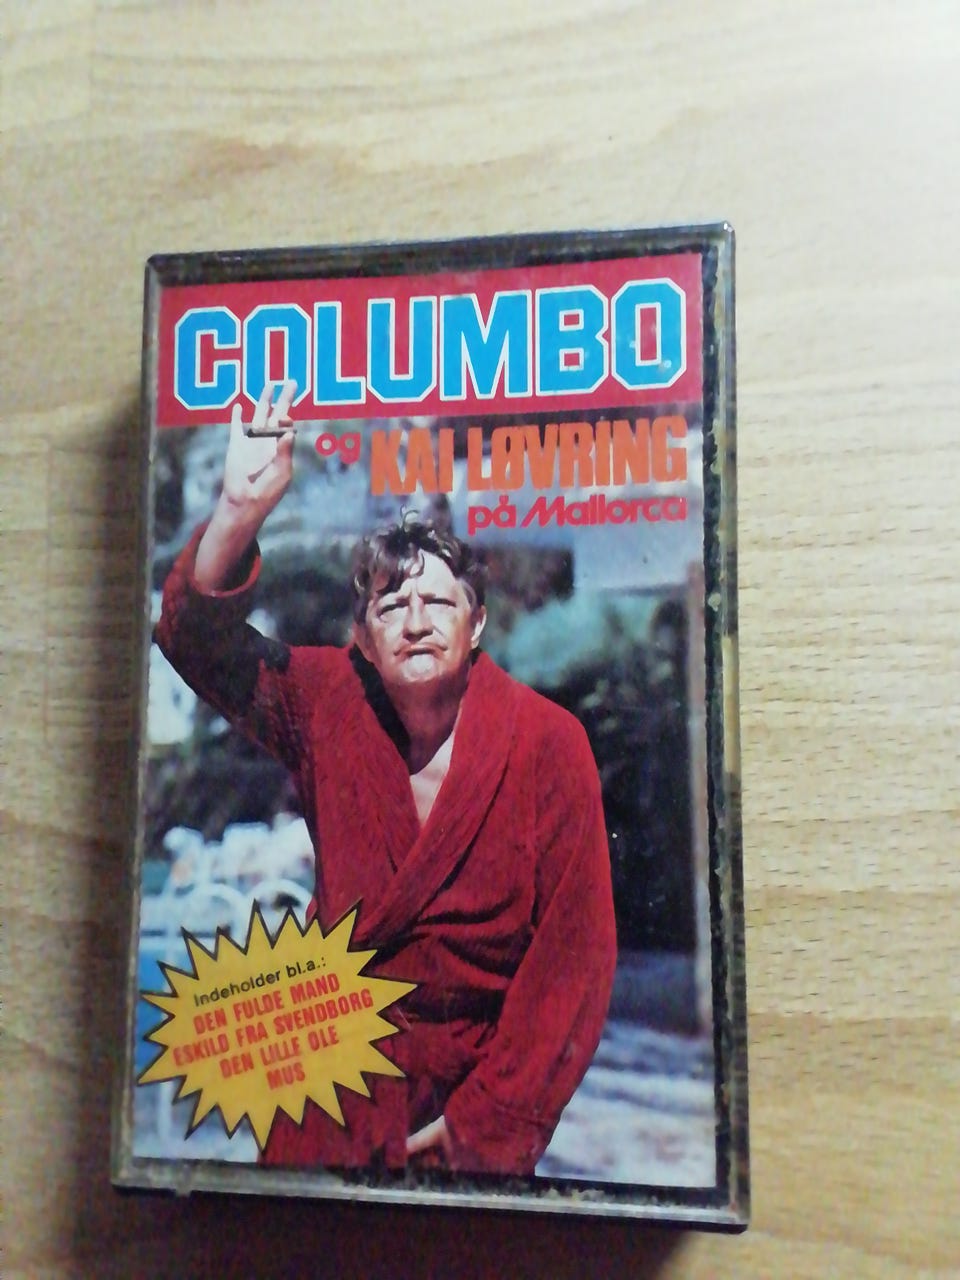 COLUMBO
og KAI LØVRING
på Mallorca
Indeholder bl.a.:
DEN FULDE MAND
ESKILD FRA SVENDBORG
DEN LILLE OLE
MUS